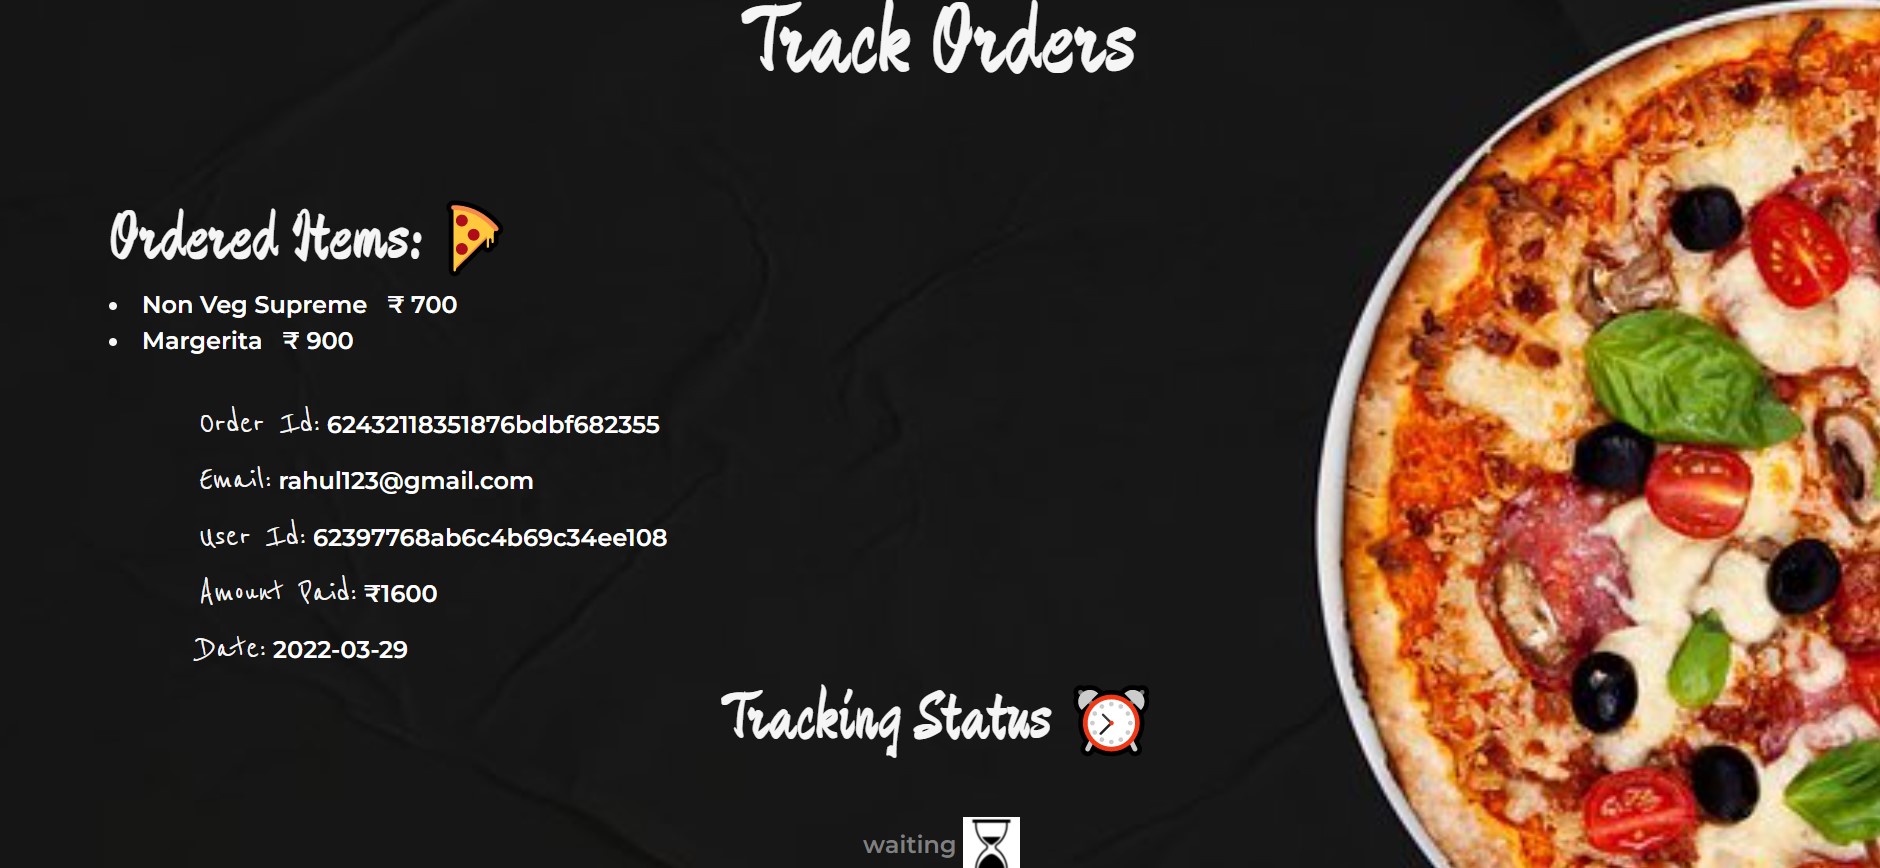 Track Orders
Ordered Items:
• Non Veg Supreme ₹ 700
• Margerita ₹ 900
Order Id: 62432118351876bdbf682355
Email: rahul123@gmail.com
User Id: 62397768ab6c4b69c34ee108
Amount Paid: ₹1600
Date: 2022-03-29
Tracking Status
waiting